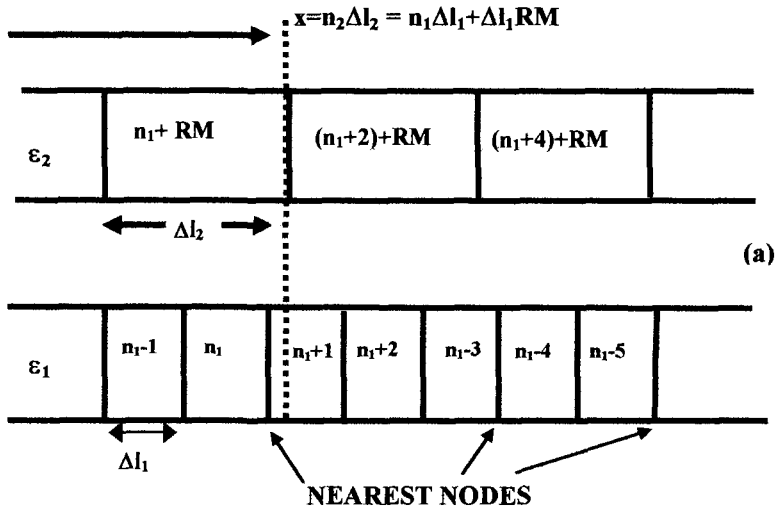 x=n₂Δl₂ = n₁Δl₁+Δl₁RM
n₁+ RM (n₁+2)+RM (n₁+4)+RM
ε₂
Δl₂
(a)
n₁-1 n₁ n₁+1 n₁+2 n₁-3 n₁-4 n₁-5
ε₁
Δl₁
NEAREST NODES